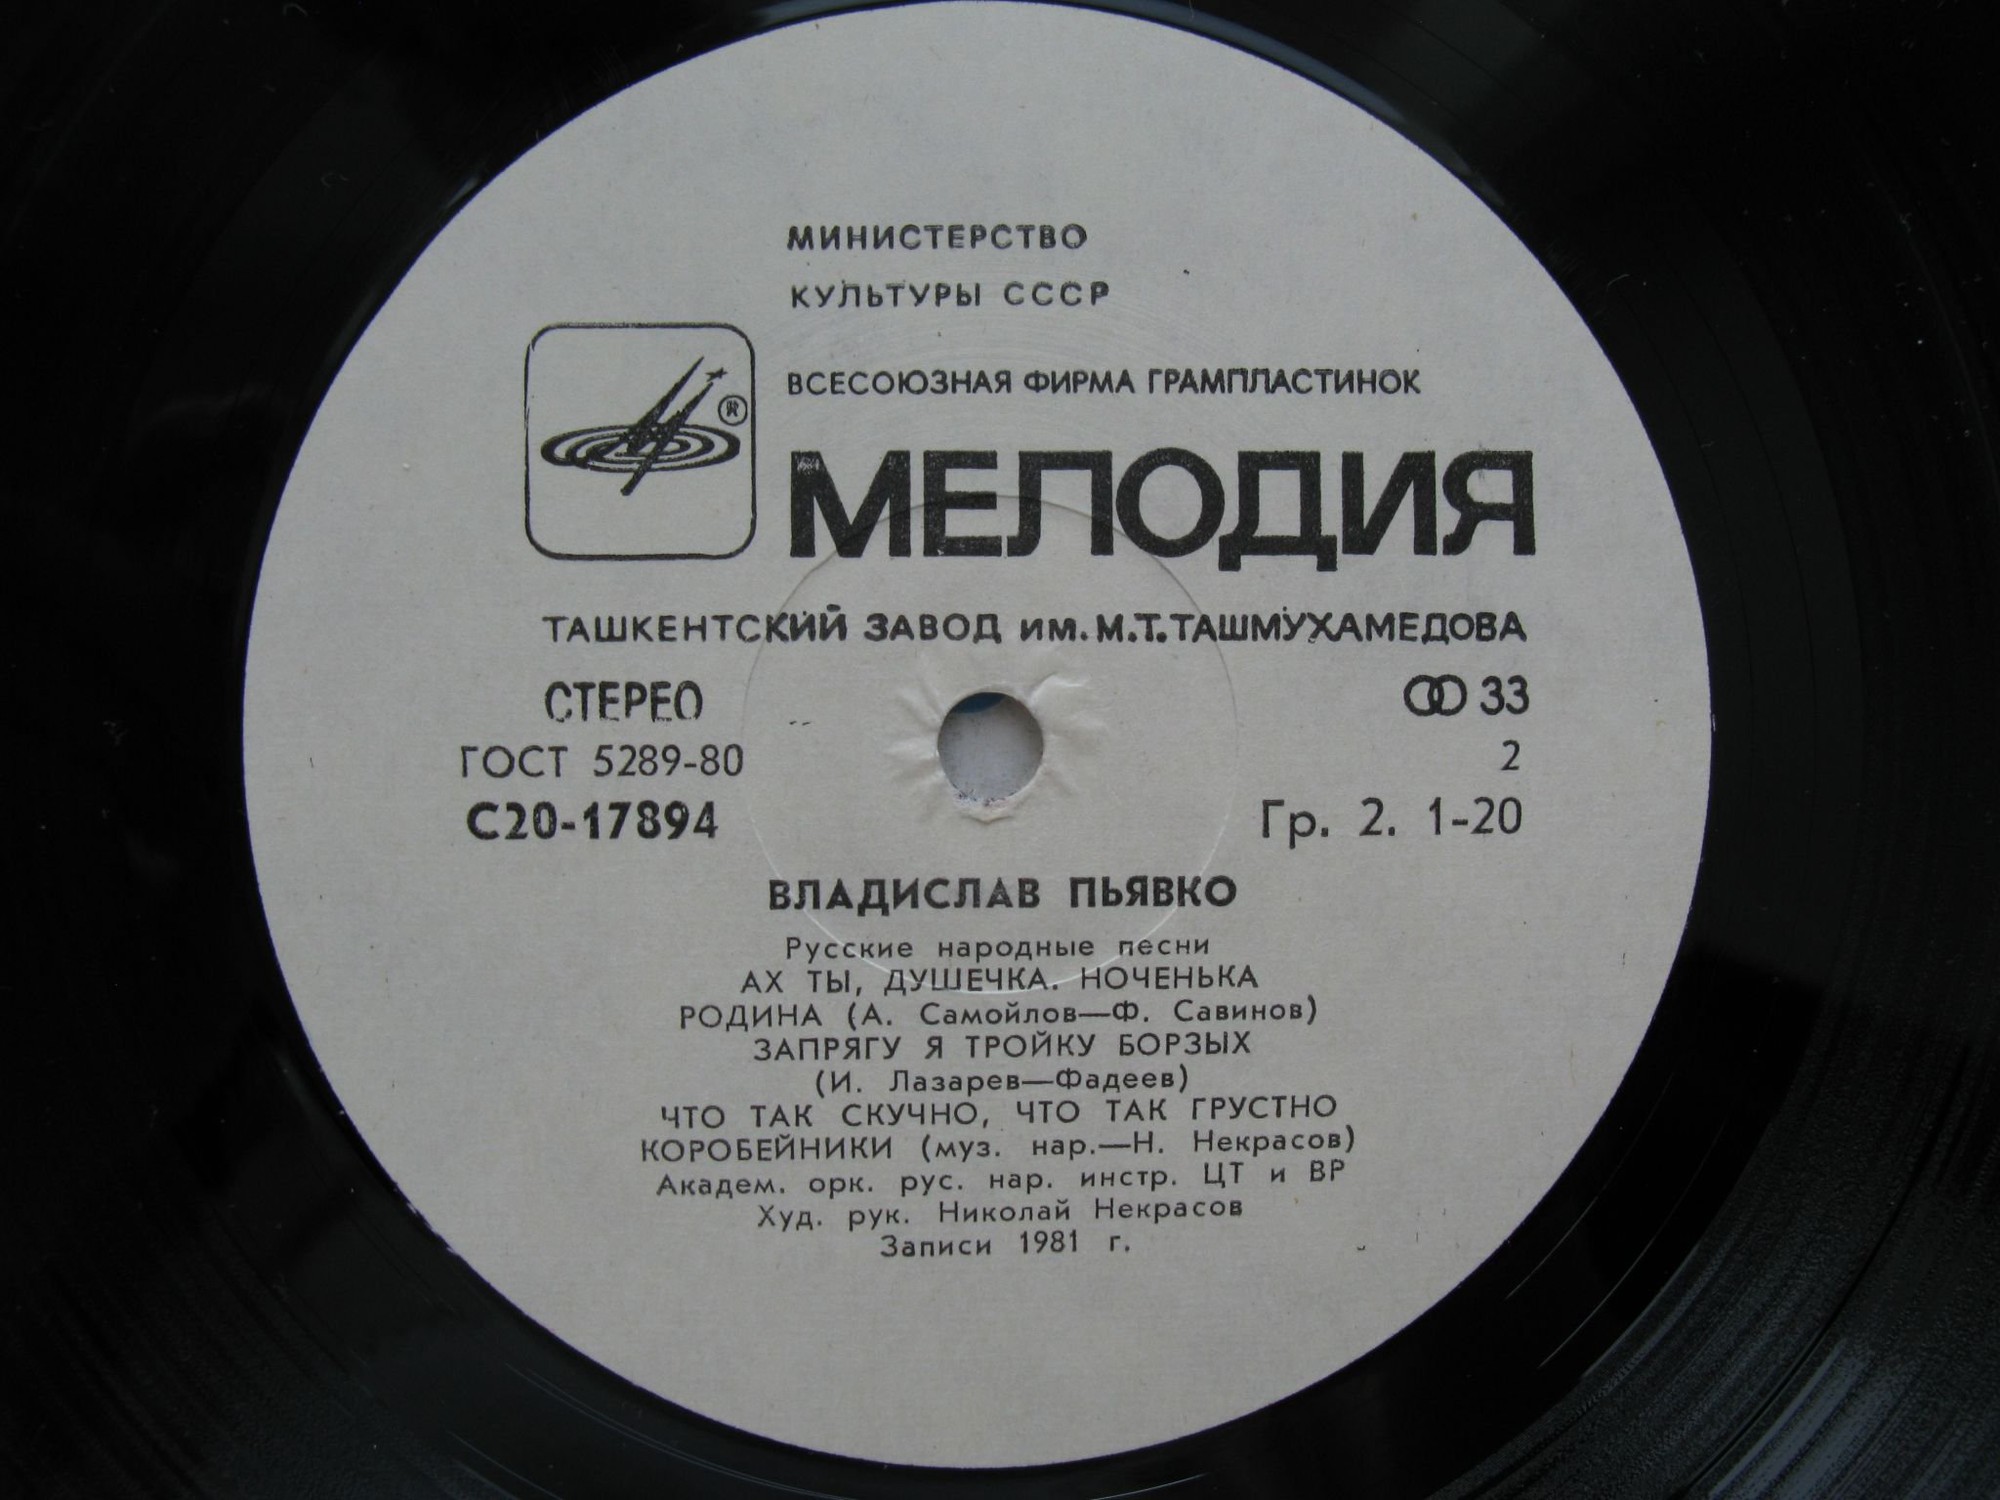 МИНИСТЕРСТВО
КУЛЬТУРЫ СССР
ВСЕСОЮЗНАЯ ФИРМА ГРАМПЛАСТИНОК
®
МЕЛОДИЯ
ТАШКЕНТСКИЙ ЗАВОД им. М.Т. ТАШМУХАМЕДОВА
СТЕРЕО 33
ГОСТ 5289-80 2
С20-17894 Гр. 2. 1-20
ВЛАДИСЛАВ ПЬЯВКО
Русские народные песни
АХ ТЫ, ДУШЕЧКА. НОЧЕНЬКА
РОДИНА (А. Самойлов—Ф. Савинов)
ЗАПРЯГУ Я ТРОЙКУ БОРЗЫХ
(И. Лазарев—Фадеев)
ЧТО ТАК СКУЧНО, ЧТО ТАК ГРУСТНО
КОРОБЕЙНИКИ (муз. нар.—Н. Некрасов)
Академ. орк. рус. нар. инстр. ЦТ и ВР
Худ. рук. Николай Некрасов
Записи 1981 г.